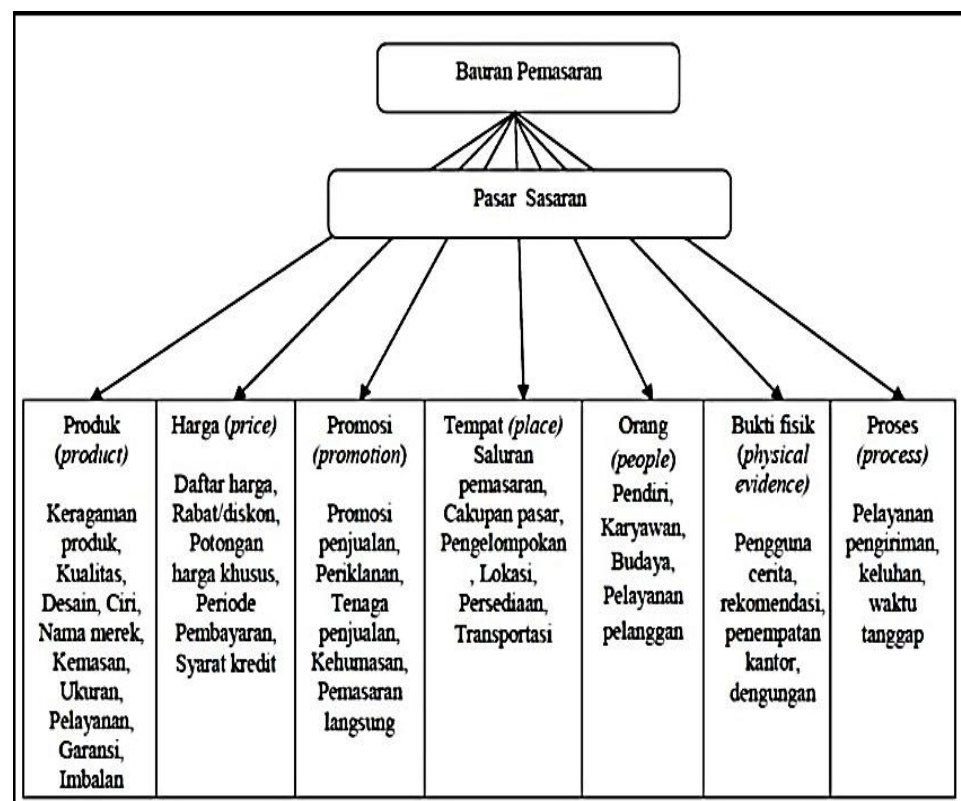 Bauran Pemasaran
Pasar Sasaran
Produk
(product)
Keragaman
produk,
Kualitas,
Desain, Ciri,
Nama merek,
Kemasan,
Ukuran,
Pelayanan,
Garansi,
Imbalan
Harga (price)
Daftar harga,
Rabat/diskon,
Potongan
harga khusus,
Periode
Pembayaran,
Syarat kredit
Promosi
(promotion)
Promosi
penjualan,
Periklanan,
Tenaga
penjualan,
Kehumasan,
Pemasaran
langsung
Tempat (place)
Saluran
pemasaran,
Cakupan pasar,
Pengelompokan
, Lokasi,
Persediaan,
Transportasi
Orang
(people)
Pendiri,
Karyawan,
Budaya,
Pelayanan
pelanggan
Bukti fisik
(physical
evidence)
Pengguna
cerita,
rekomendasi,
penempatan
kantor,
dengungan
Proses
(process)
Pelayanan
pengiriman,
keluhan,
waktu
tanggap